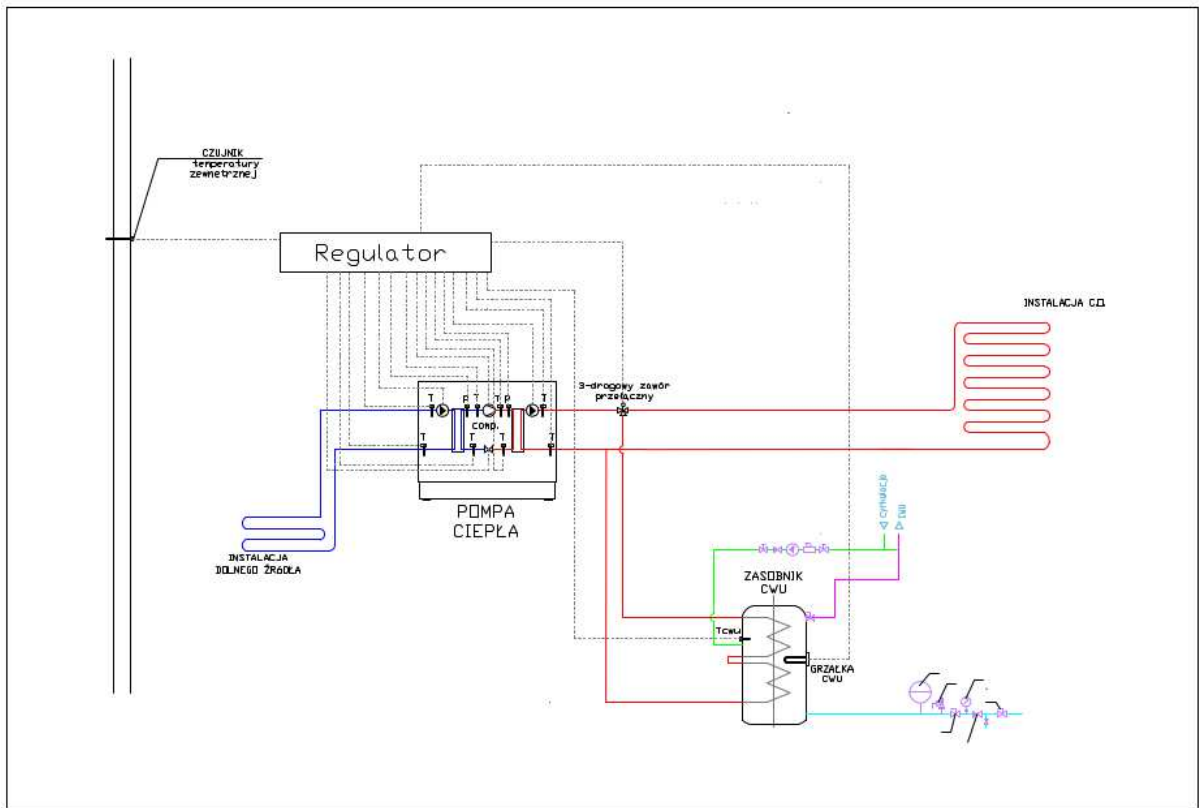 CZUJNIK
temperatury
zewnetrznej
Regulator
INSTALACJA C.O.
3-drogowy zawór
przełączny
T
P
T
T
P
T
comp.
T
T
T
T
POMPA
CIEPŁA
INSTALACJA
DOLNEGO ŹRÓDŁA
Cyrkulacja
CWU
ZASOBNIK
CWU
Tcwu
GRZAŁKA
CWU